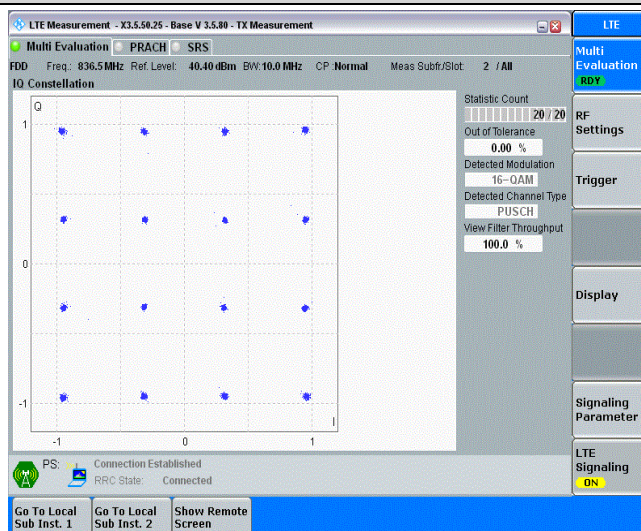 LTE Measurement - X3.5.50.25 - Base V 3.5.80 - TX Measurement
LTE
Multi Evaluation PRACH SRS
FDD Freq.: 836.5 MHz Ref. Level: 40.40 dBm BW: 10.0 MHz CP :Normal Meas Subfr./Slot: 2 / All
IQ Constellation
Q
1
0
-1
-1 0 1
I
Statistic Count
20 / 20
Out of Tolerance
0.00 %
Detected Modulation
16-QAM
Detected Channel Type
PUSCH
View Filter Throughput
100.0 %
Multi
Evaluation
RDY
RF
Settings
Trigger
Display
Signaling
Parameter
LTE
Signaling
ON
PS: Connection Established
RRC State: Connected
Go To Local
Sub Inst. 1
Go To Local
Sub Inst. 2
Show Remote
Screen